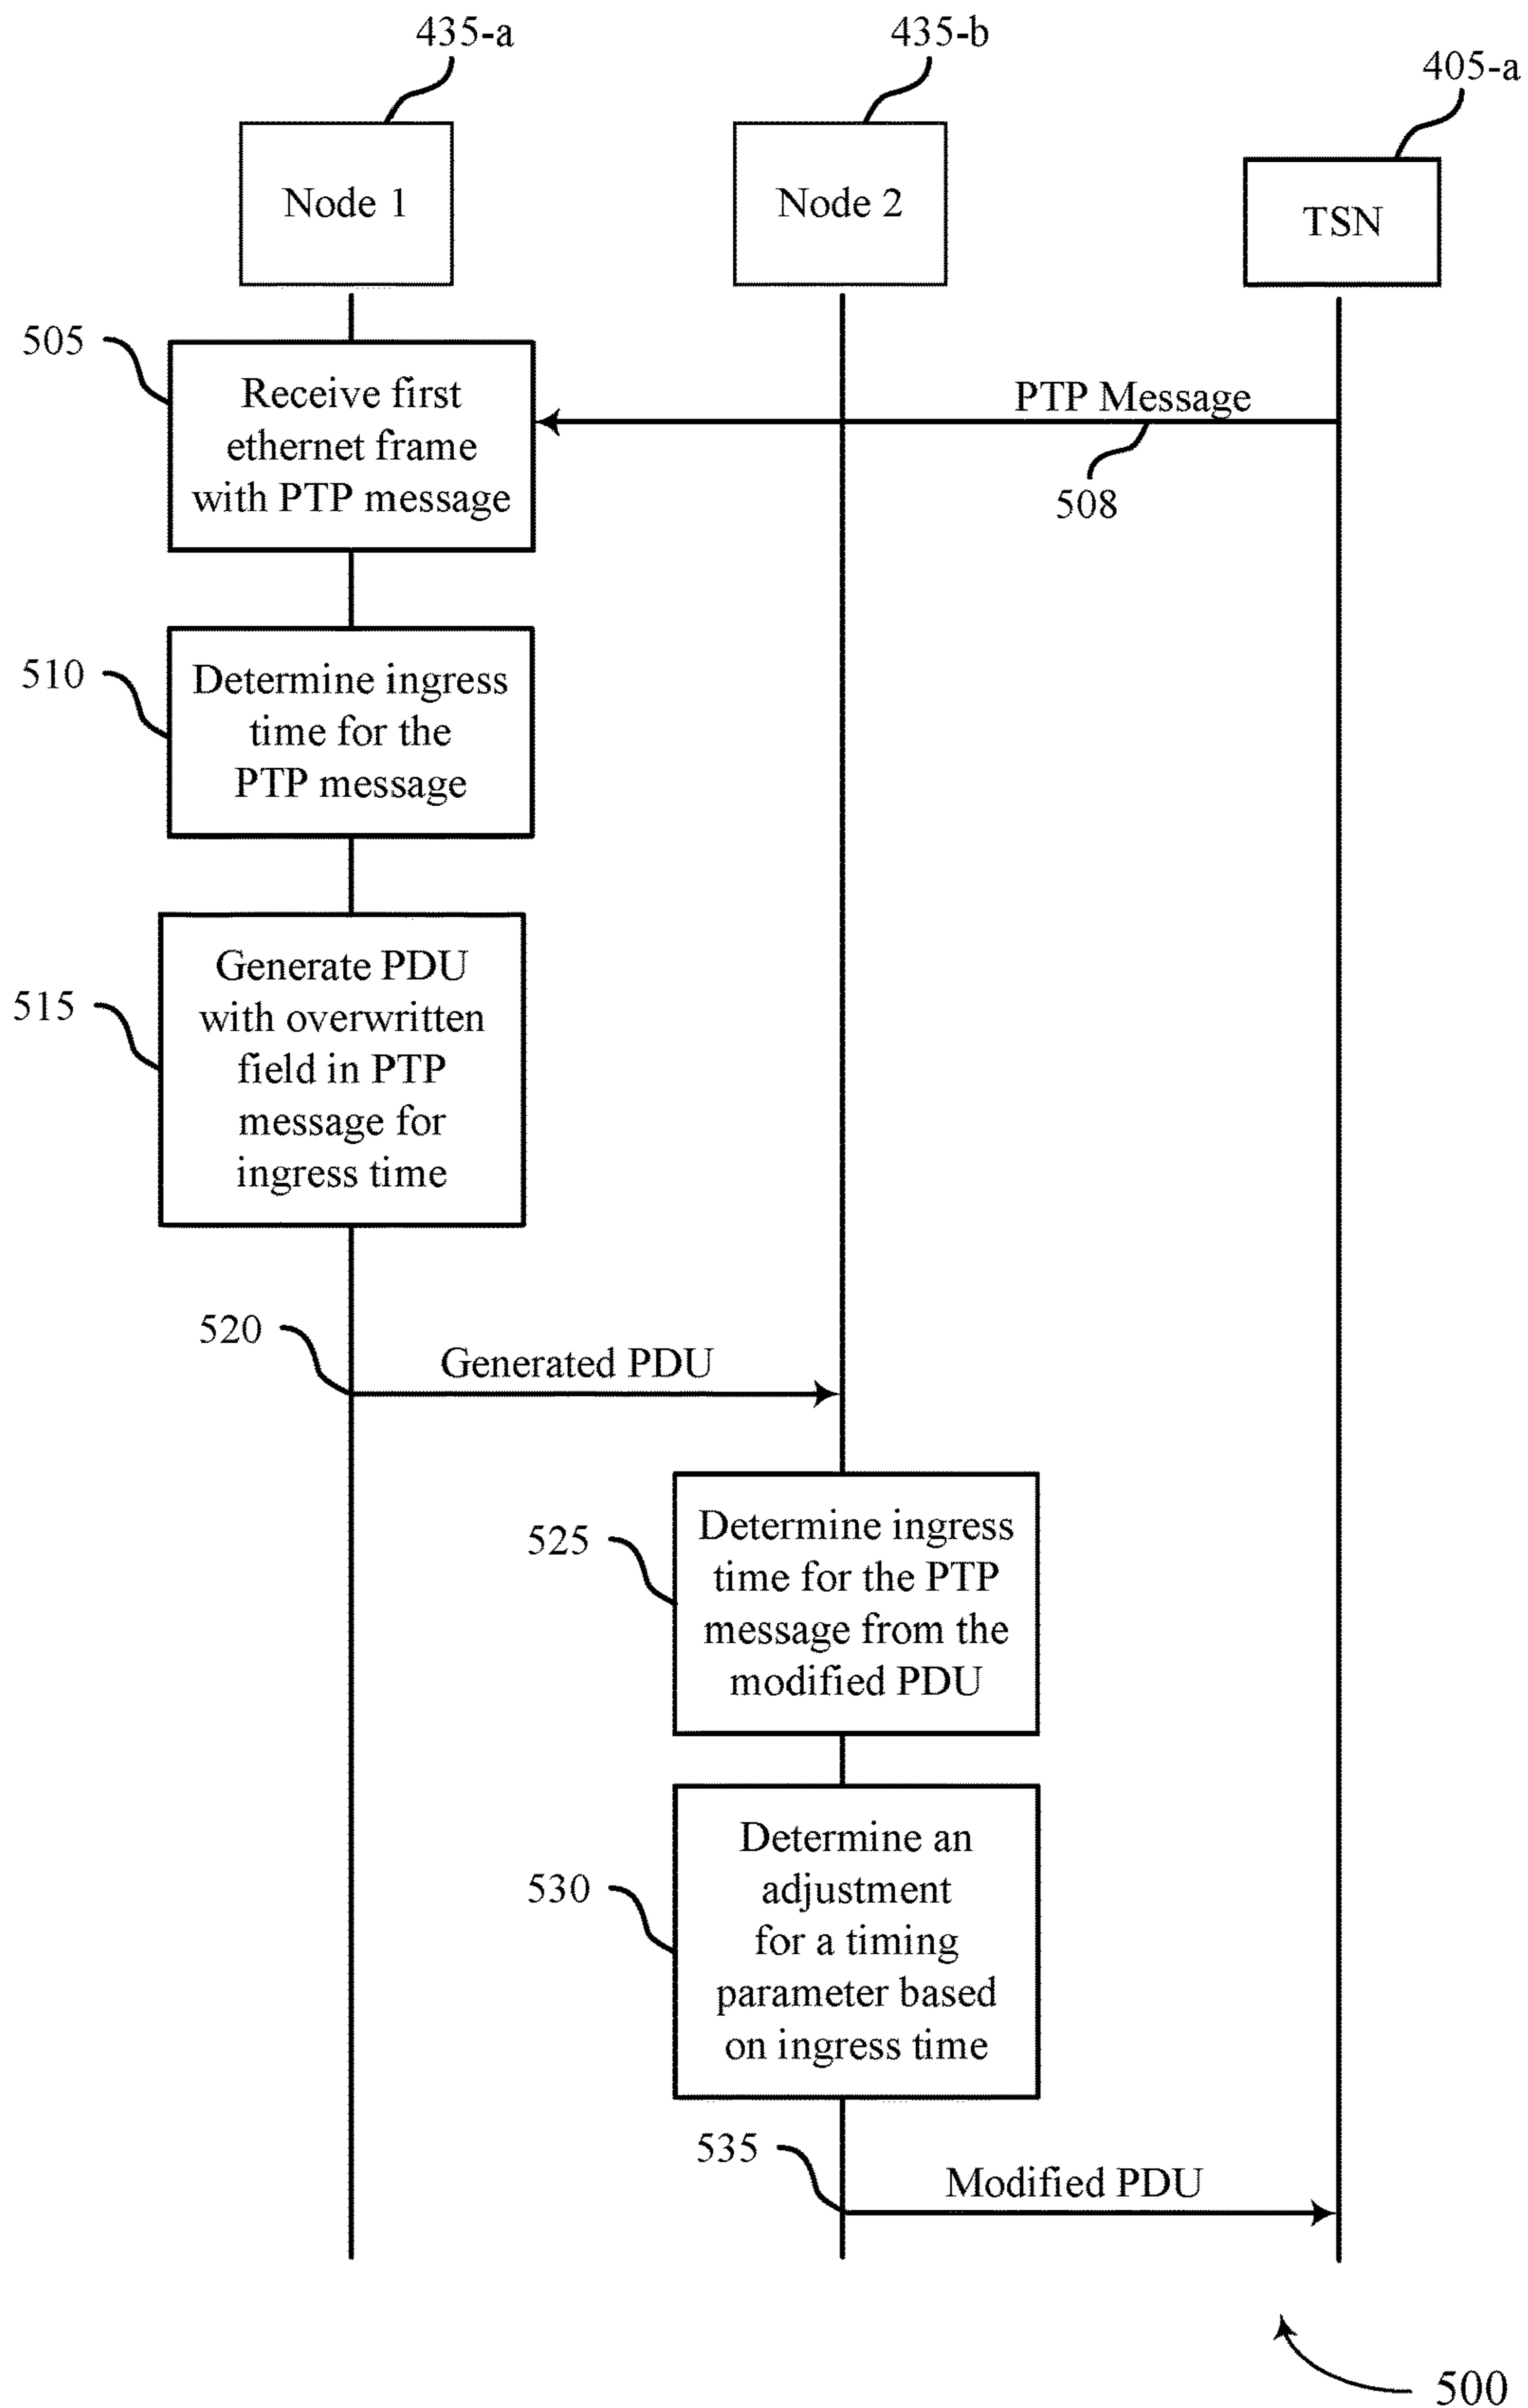 435-a
435-b
405-a
Node 1
Node 2
TSN
505
Receive first
ethernet frame
with PTP message
PTP Message
508
510
Determine ingress
time for the
PTP message
515
Generate PDU
with overwritten
field in PTP
message for
ingress time
520
Generated PDU
525
Determine ingress
time for the PTP
message from the
modified PDU
530
Determine an
adjustment
for a timing
parameter based
on ingress time
535
Modified PDU
500